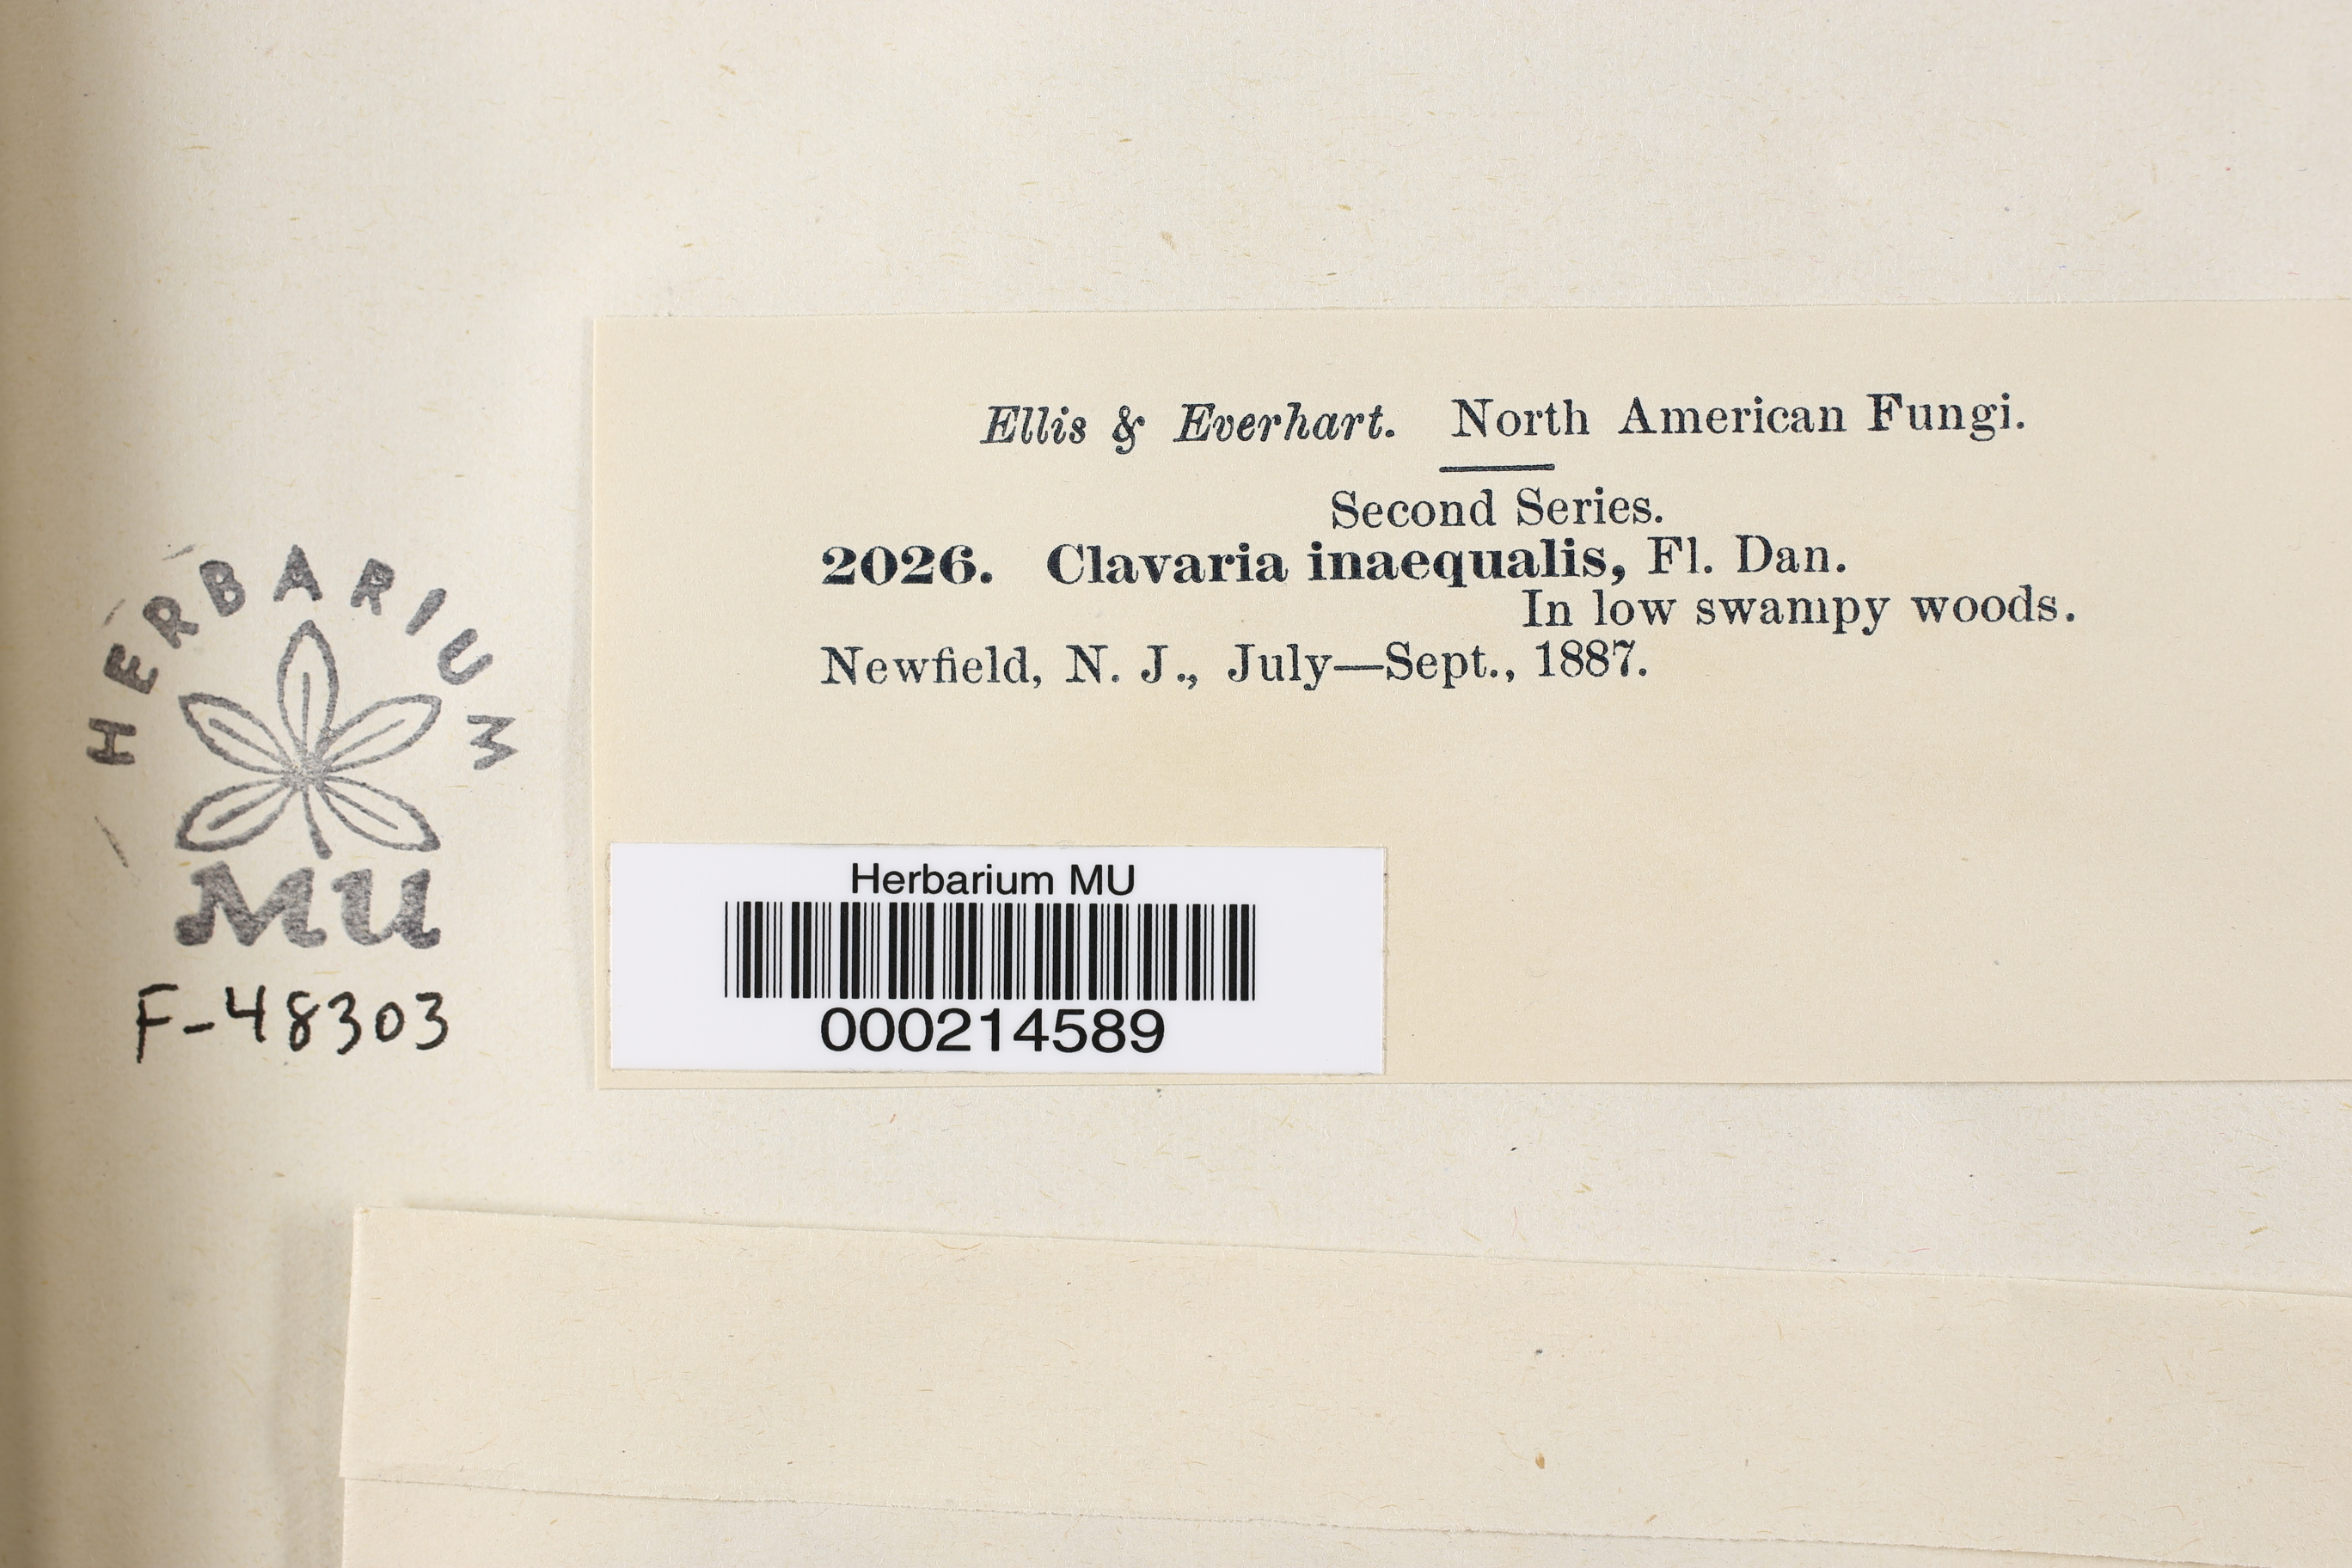 Ellis & Everhart. North American Fungi.
Second Series.
2026. Clavaria inaequalis, Fl. Dan.
In low swampy woods.
Newfield, N. J., July—Sept., 1887.
HERBARIUM
MU
F-48303
Herbarium MU
000214589